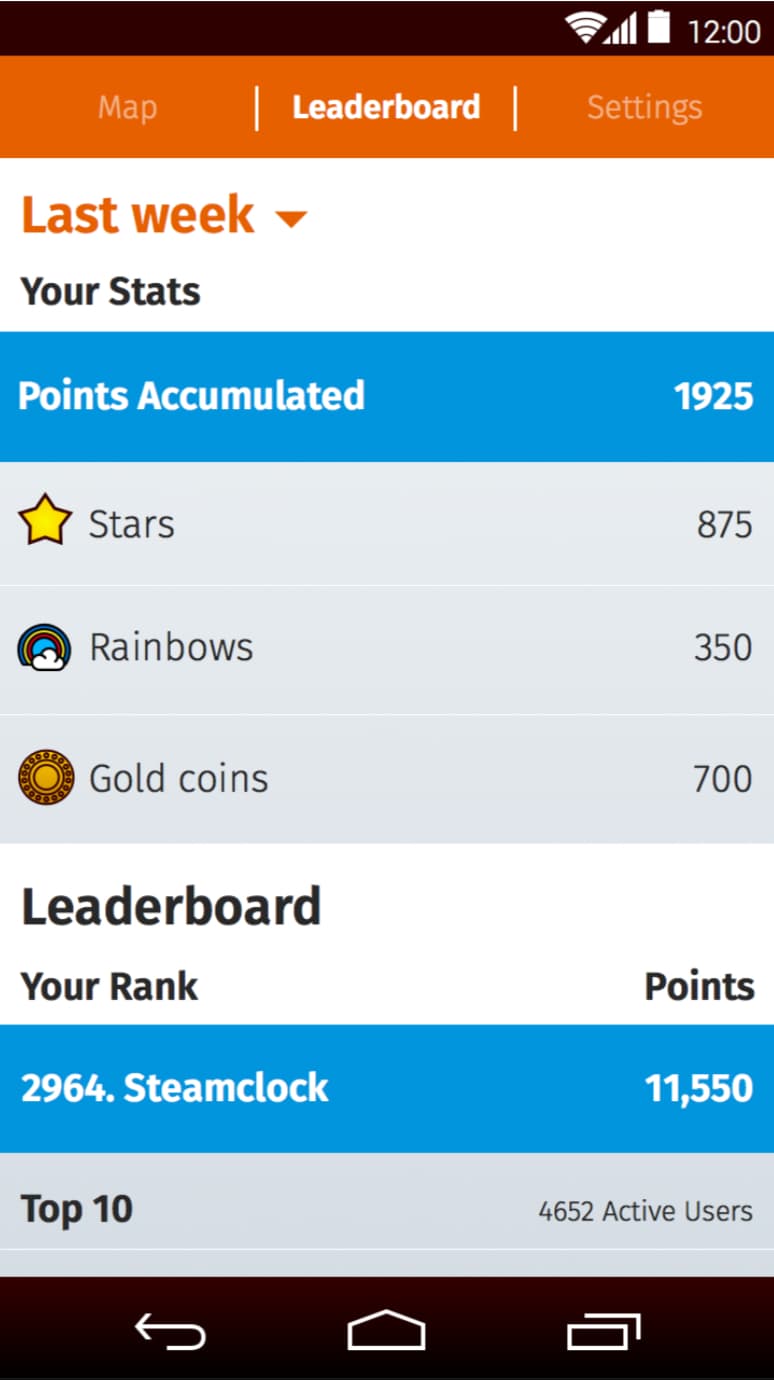 12:00
Map Leaderboard Settings
Last week
Your Stats
Points Accumulated 1925
Stars 875
Rainbows 350
Gold coins 700
Leaderboard
Your Rank Points
2964. Steamclock 11,550
Top 10 4652 Active Users